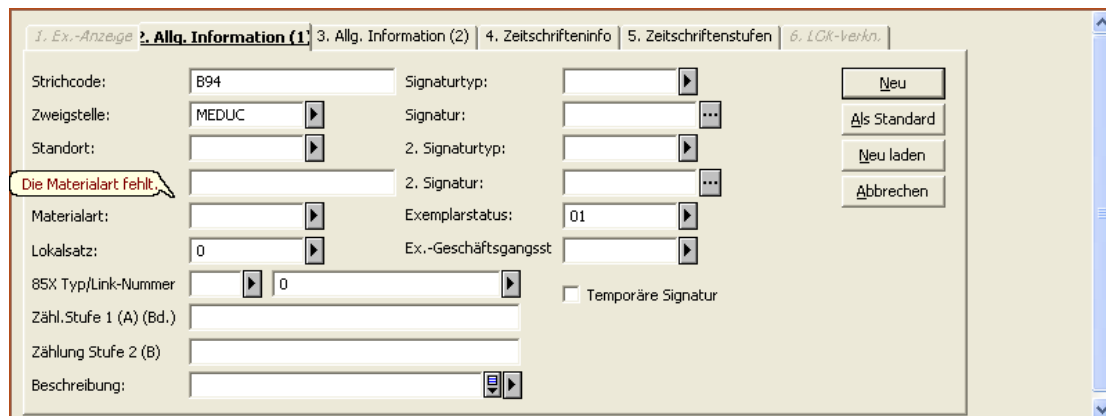 1. Ex.-Anzeige 2. Allg. Information (1) 3. Allg. Information (2) 4. Zeitschrifteninfo 5. Zeitschriftenstufen 6. LGK-Verkn.
Strichcode: B94 Signaturtyp: Neu
Zweigstelle: MEDUC Signatur: ... Als Standard
Standort: 2. Signaturtyp: Neu laden
Die Materialart fehlt. 2. Signatur: ... Abbrechen
Materialart: Exemplarstatus: 01
Lokalsatz: 0 Ex.-Geschäftsgangsst
85X Typ/Link-Nummer 0 Temporäre Signatur
Zähl.Stufe 1 (A) (Bd.)
Zählung Stufe 2 (B)
Beschreibung: